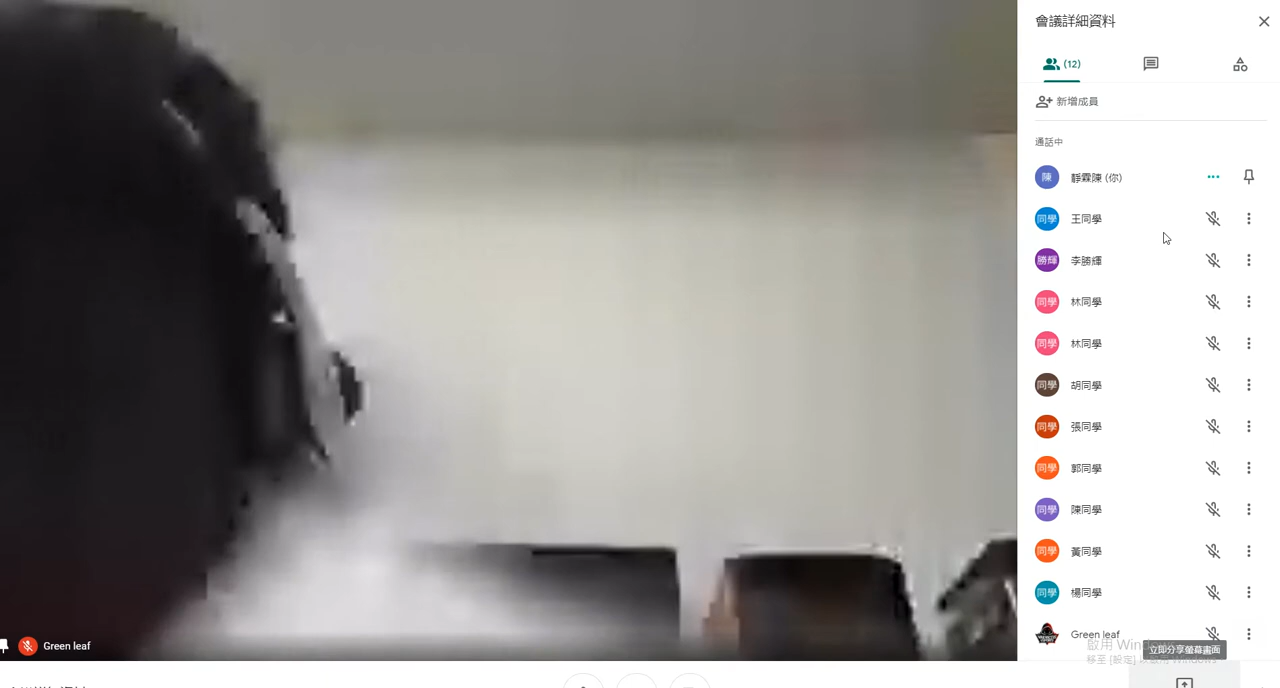 會議詳細資料
(12)
新增成員
通話中
陳 靜霖陳 (你)
同學 王同學
勝輝 李勝輝
同學 林同學
同學 林同學
同學 胡同學
同學 張同學
同學 郭同學
同學 陳同學
同學 黃同學
同學 楊同學
Green leaf
立即分享螢幕畫面
Green leaf